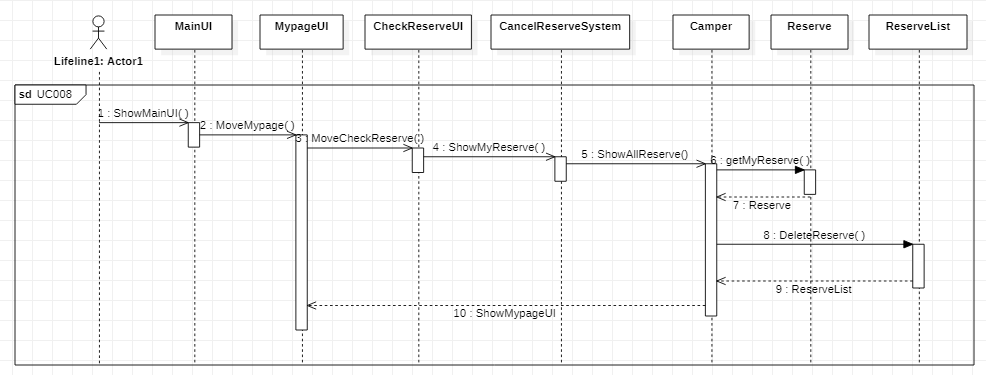 MainUI
MypageUI
CheckReserveUI
CancelReserveSystem
Camper
Reserve
ReserveList
Lifeline1: Actor1
sd UC008
1 : ShowMainUI( )
2 : MoveMypage( )
3 : MoveCheckReserve( )
4 : ShowMyReserve( )
5 : ShowAllReserve()
6 : getMyReserve( )
7 : Reserve
8 : DeleteReserve( )
9 : ReserveList
10 : ShowMypageUI